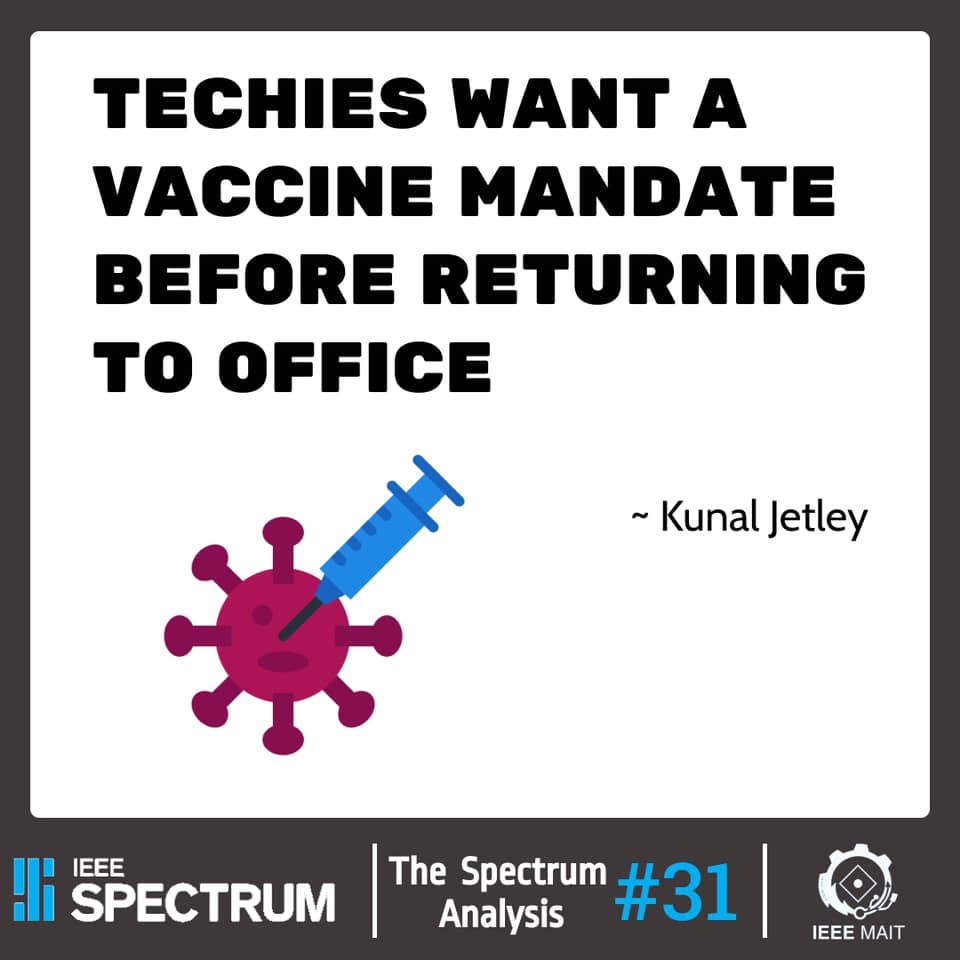 TECHIES WANT A
VACCINE MANDATE
BEFORE RETURNING
TO OFFICE
~ Kunal Jetley
IEEE
SPECTRUM
The Spectrum
Analysis
#31
IEEE MAIT